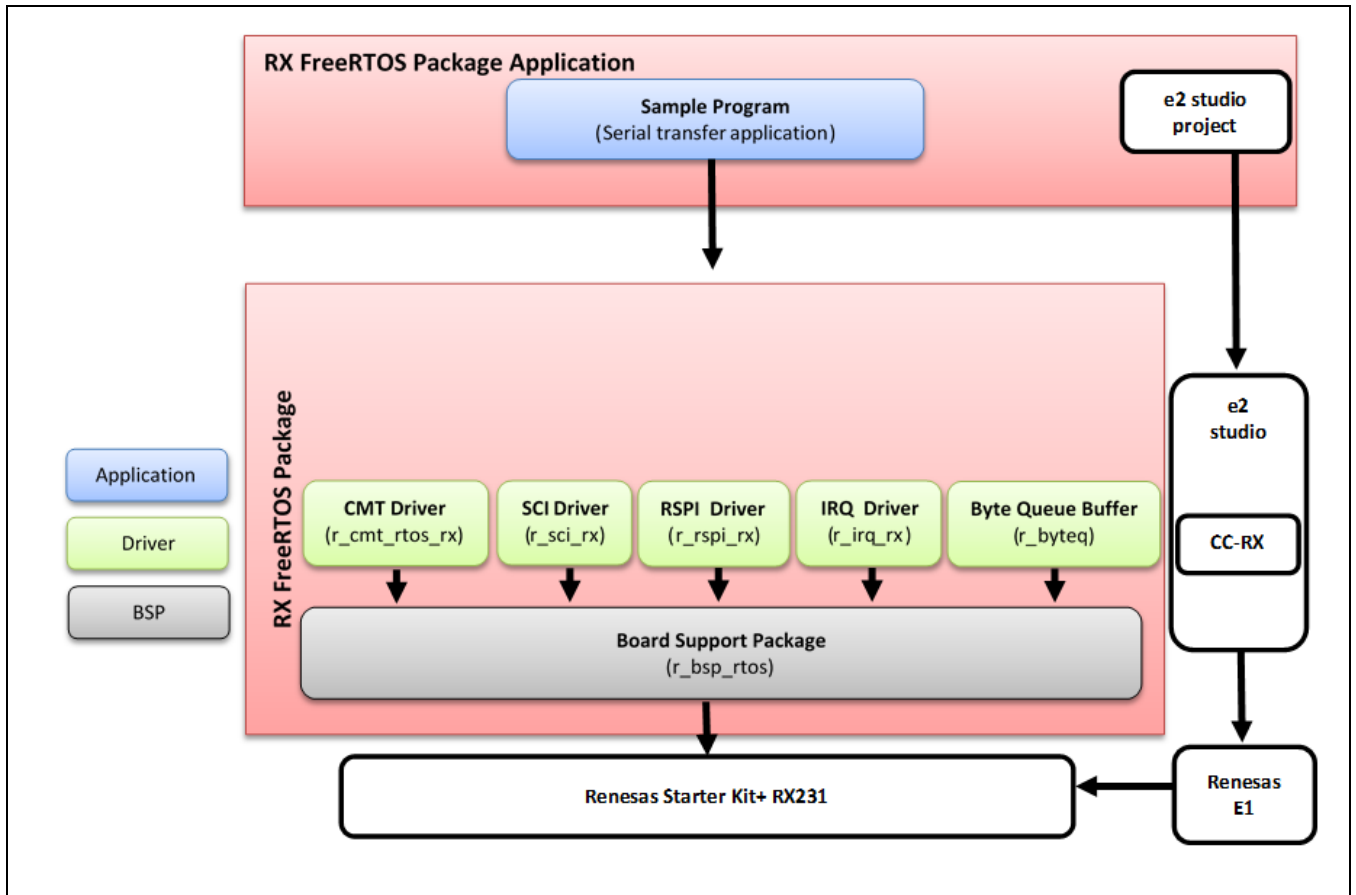 RX FreeRTOS Package Application
Sample Program
(Serial transfer application)
e2 studio
project
RX FreeRTOS Package
Application
Driver
BSP
CMT Driver
(r_cmt_rtos_rx)
SCI Driver
(r_sci_rx)
RSPI Driver
(r_rspi_rx)
IRQ Driver
(r_irq_rx)
Byte Queue Buffer
(r_byteq)
Board Support Package
(r_bsp_rtos)
e2
studio
CC-RX
Renesas Starter Kit+ RX231
Renesas
E1